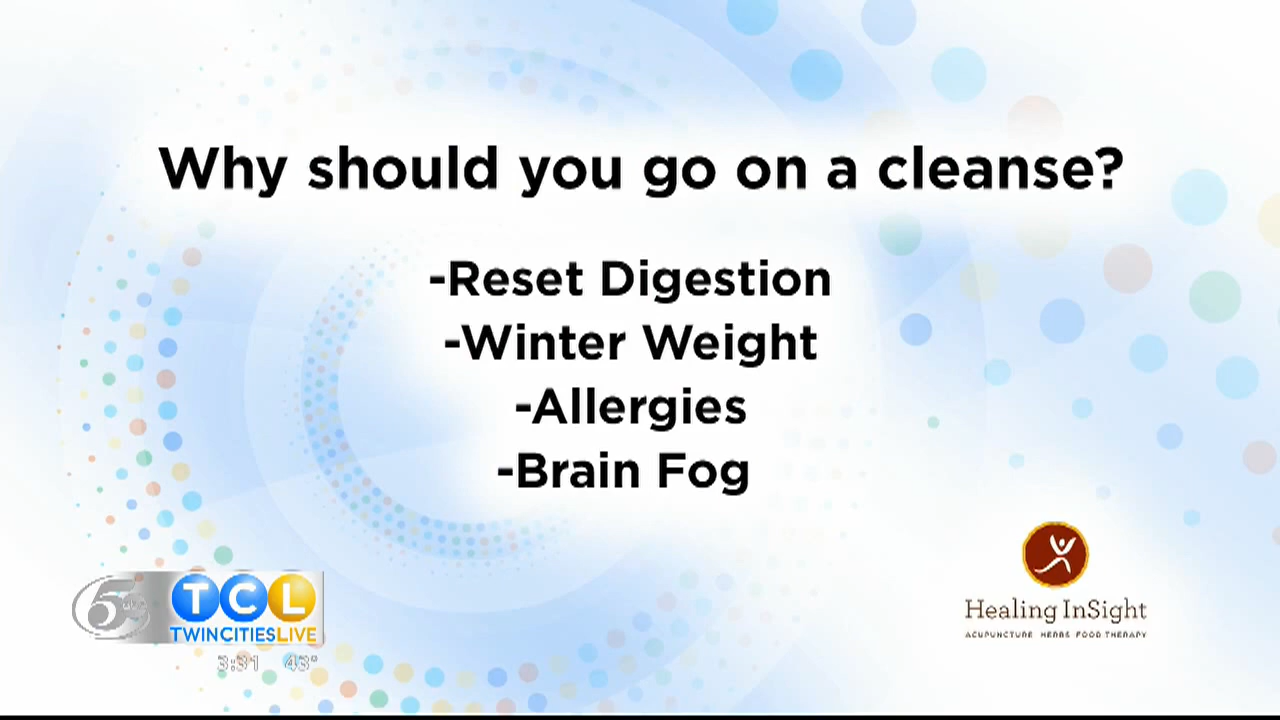 Why should you go on a cleanse?
-Reset Digestion
-Winter Weight
-Allergies
-Brain Fog
5
TCL
TWINCITIESLIVE
3:31 43°
Healing InSight
ACUPUNCTURE HERBS FOOD THERAPY